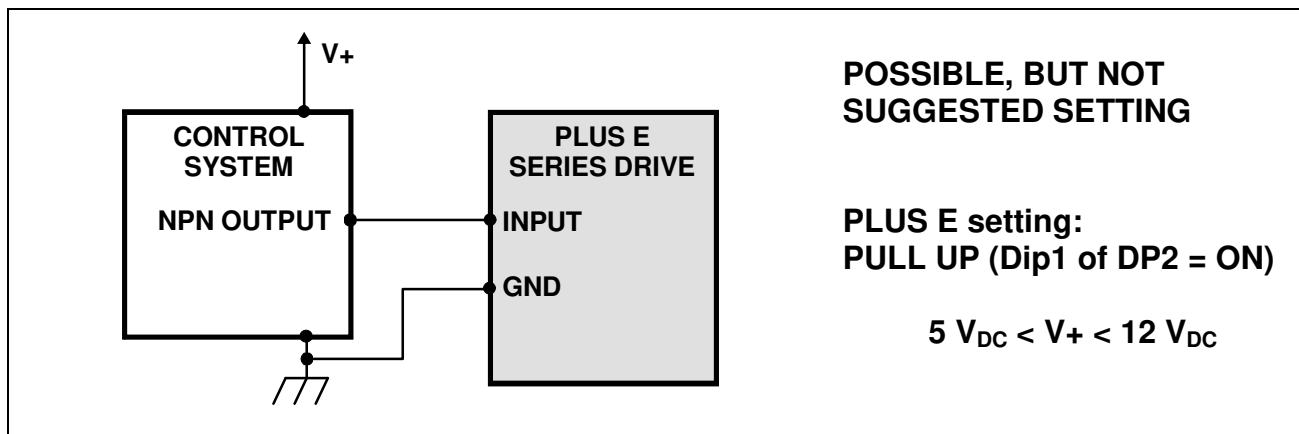 V+
CONTROL
SYSTEM
NPN OUTPUT
PLUS E
SERIES DRIVE
INPUT
GND
POSSIBLE, BUT NOT
SUGGESTED SETTING
PLUS E setting:
PULL UP (Dip1 of DP2 = ON)
5 VDC < V+ < 12 VDC